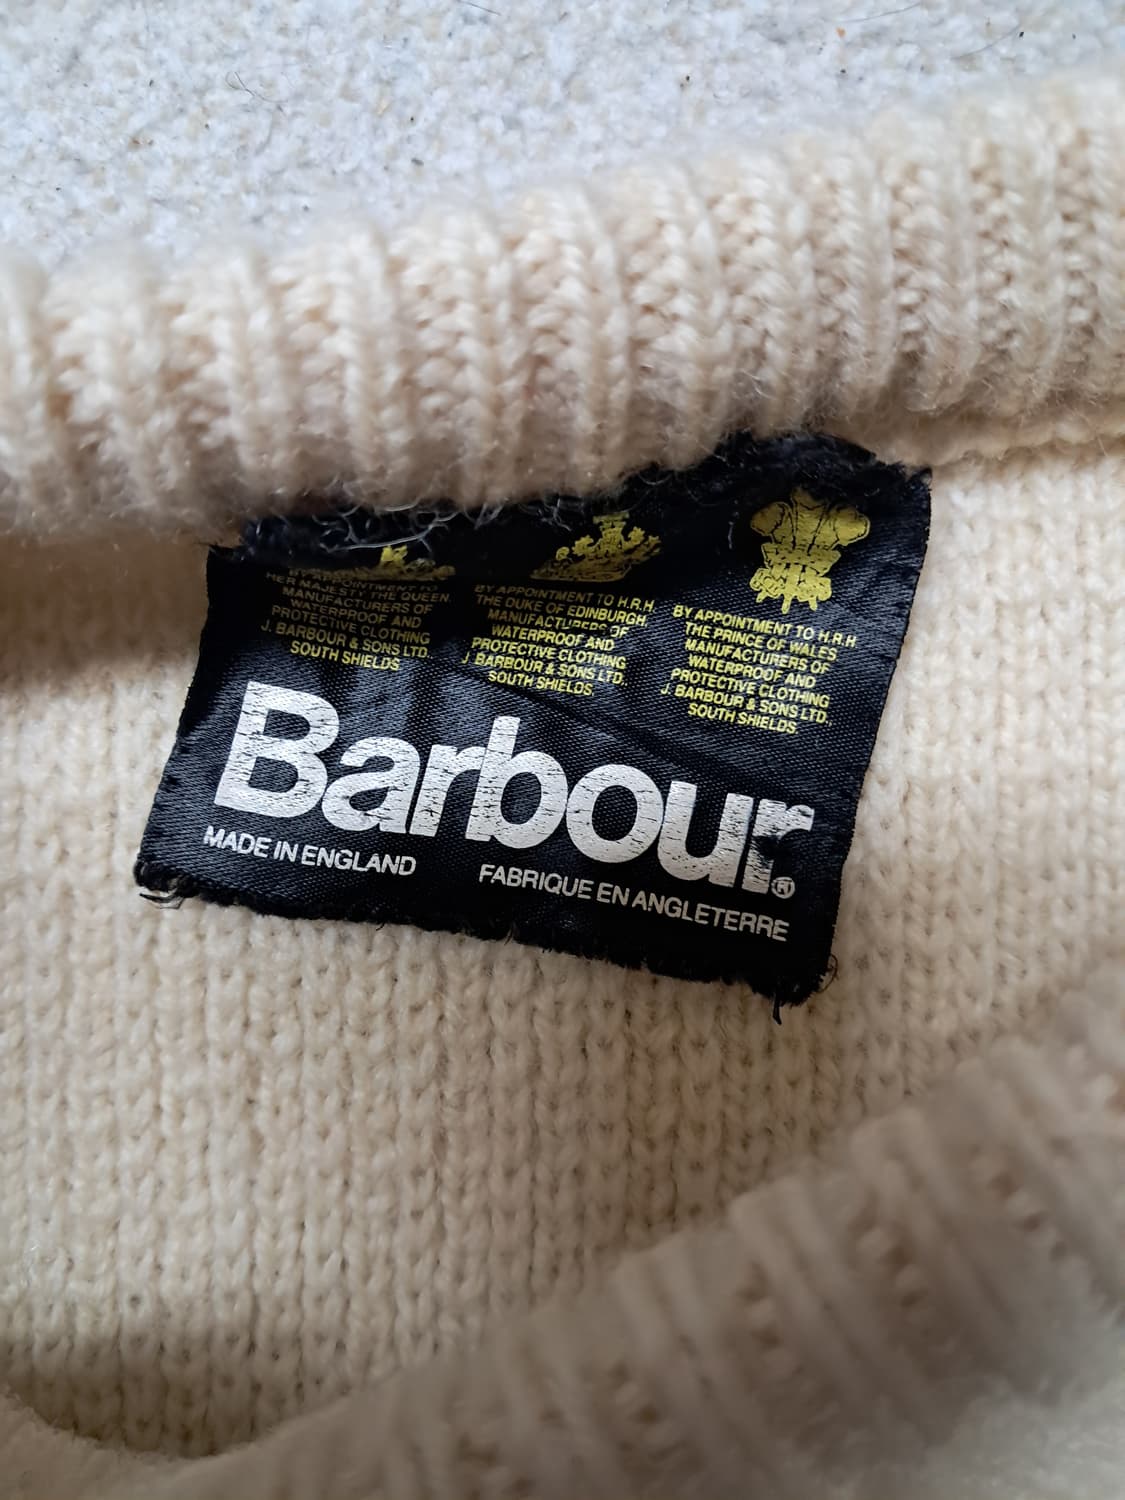 BY APPOINTMENT TO
HER MAJESTY THE QUEEN
MANUFACTURERS OF
WATERPROOF AND
PROTECTIVE CLOTHING
J. BARBOUR & SONS LTD.
SOUTH SHIELDS
BY APPOINTMENT TO H.R.H.
THE DUKE OF EDINBURGH
MANUFACTURERS OF
WATERPROOF AND
PROTECTIVE CLOTHING
J BARBOUR & SONS LTD.
SOUTH SHIELDS.
BY APPOINTMENT TO H.R.H.
THE PRINCE OF WALES
MANUFACTURERS OF
WATERPROOF AND
PROTECTIVE CLOTHING
J. BARBOUR & SONS LTD.
SOUTH SHIELDS.
Barbour®
MADE IN ENGLAND
FABRIQUE EN ANGLETERRE